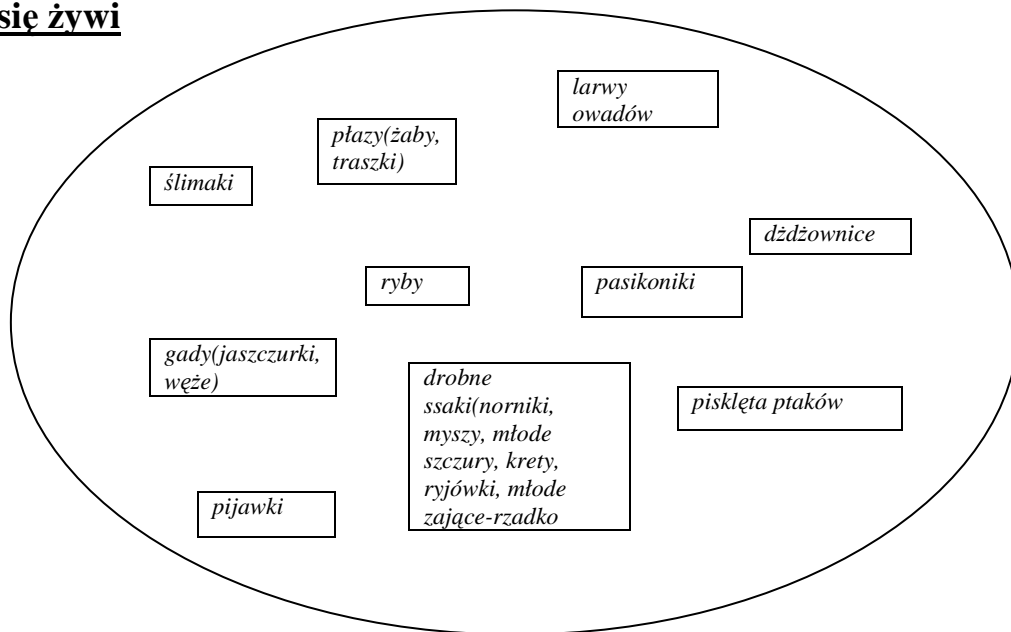 się żywi
larwy
owadów
płazy(żaby,
traszki)
ślimaki
dżdżownice
ryby
pasikoniki
gady(jaszczurki,
węże)
drobne
ssaki(norniki,
myszy, młode
szczury, krety,
ryjówki, młode
zające-rzadko
pisklęta ptaków
pijawki